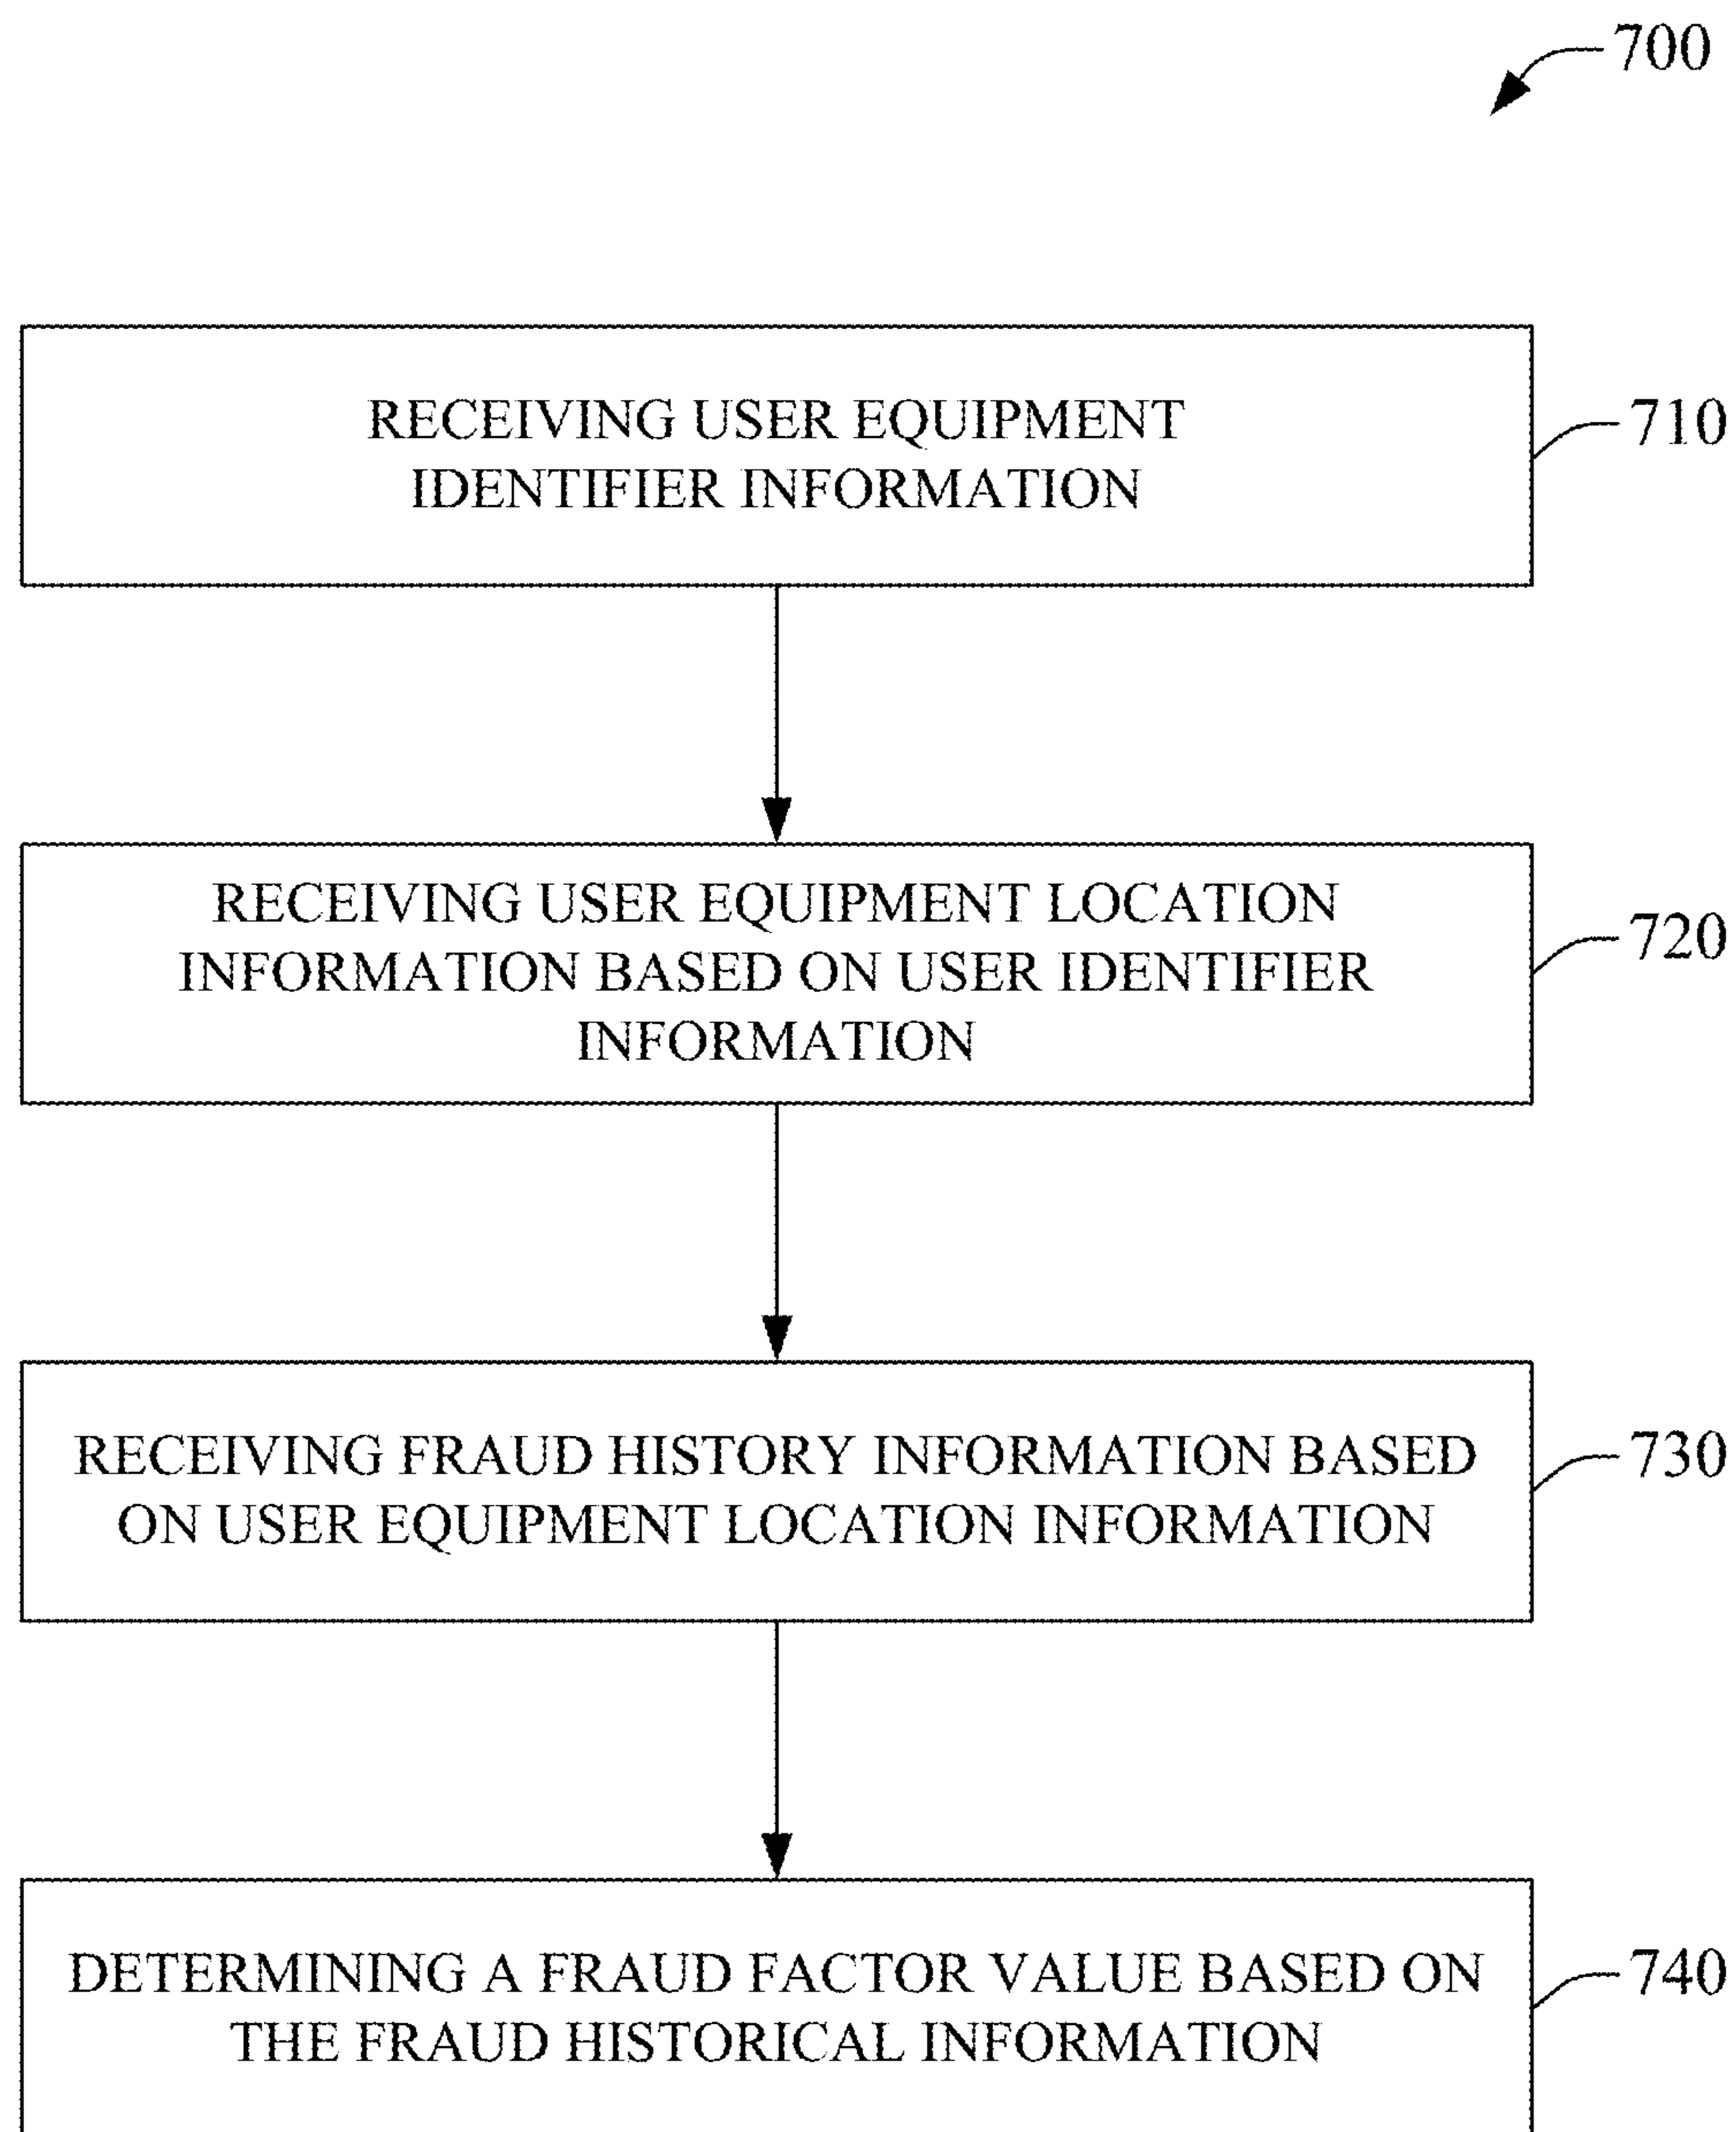 700
RECEIVING USER EQUIPMENT
IDENTIFIER INFORMATION
710
RECEIVING USER EQUIPMENT LOCATION
INFORMATION BASED ON USER IDENTIFIER
INFORMATION
720
RECEIVING FRAUD HISTORY INFORMATION BASED
ON USER EQUIPMENT LOCATION INFORMATION
730
DETERMINING A FRAUD FACTOR VALUE BASED ON
THE FRAUD HISTORICAL INFORMATION
740